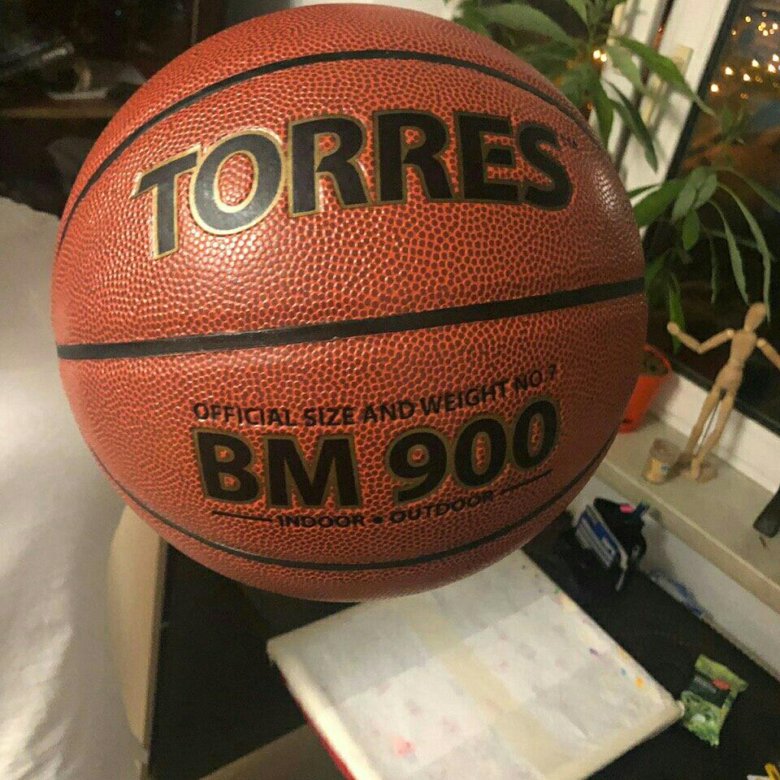 TORRES
OFFICIAL SIZE AND WEIGHT NO.7
BM 900
INDOOR • OUTDOOR